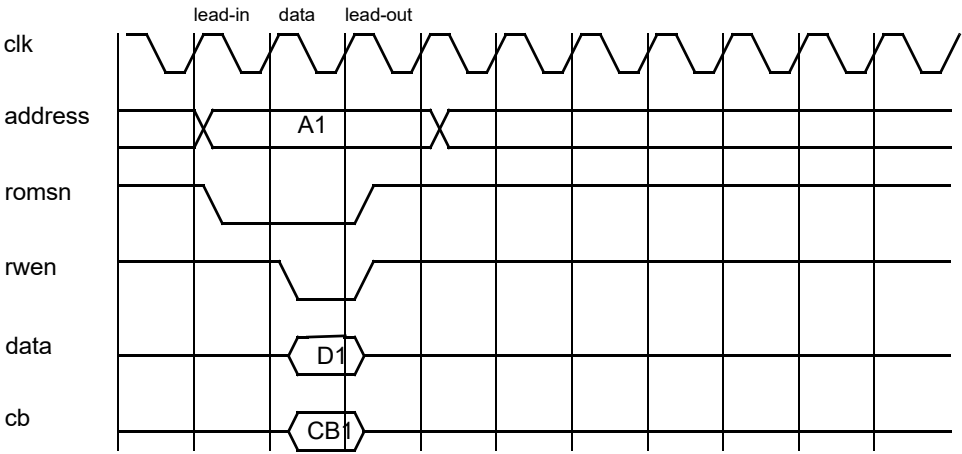 lead-in data lead-out
clk
address A1
romsn
rwen
data D1
cb CB1